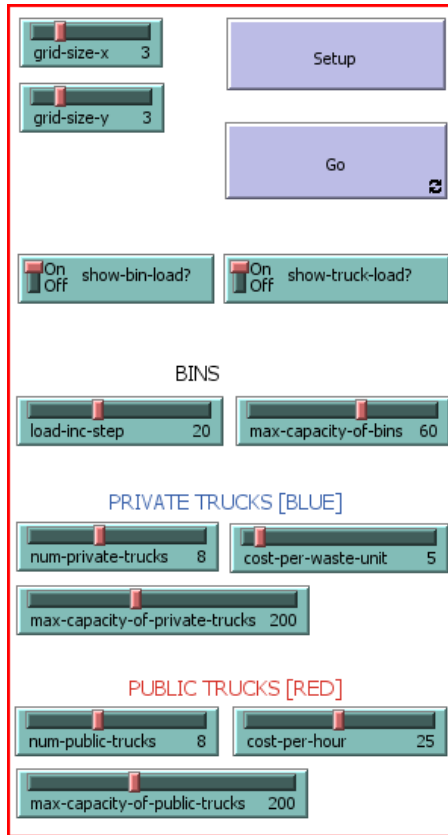 grid-size-x 3
Setup
grid-size-y 3
Go
On
Off
show-bin-load?
On
Off
show-truck-load?
BINS
load-inc-step 20
max-capacity-of-bins 60
PRIVATE TRUCKS [BLUE]
num-private-trucks 8
cost-per-waste-unit 5
max-capacity-of-private-trucks 200
PUBLIC TRUCKS [RED]
num-public-trucks 8
cost-per-hour 25
max-capacity-of-public-trucks 200